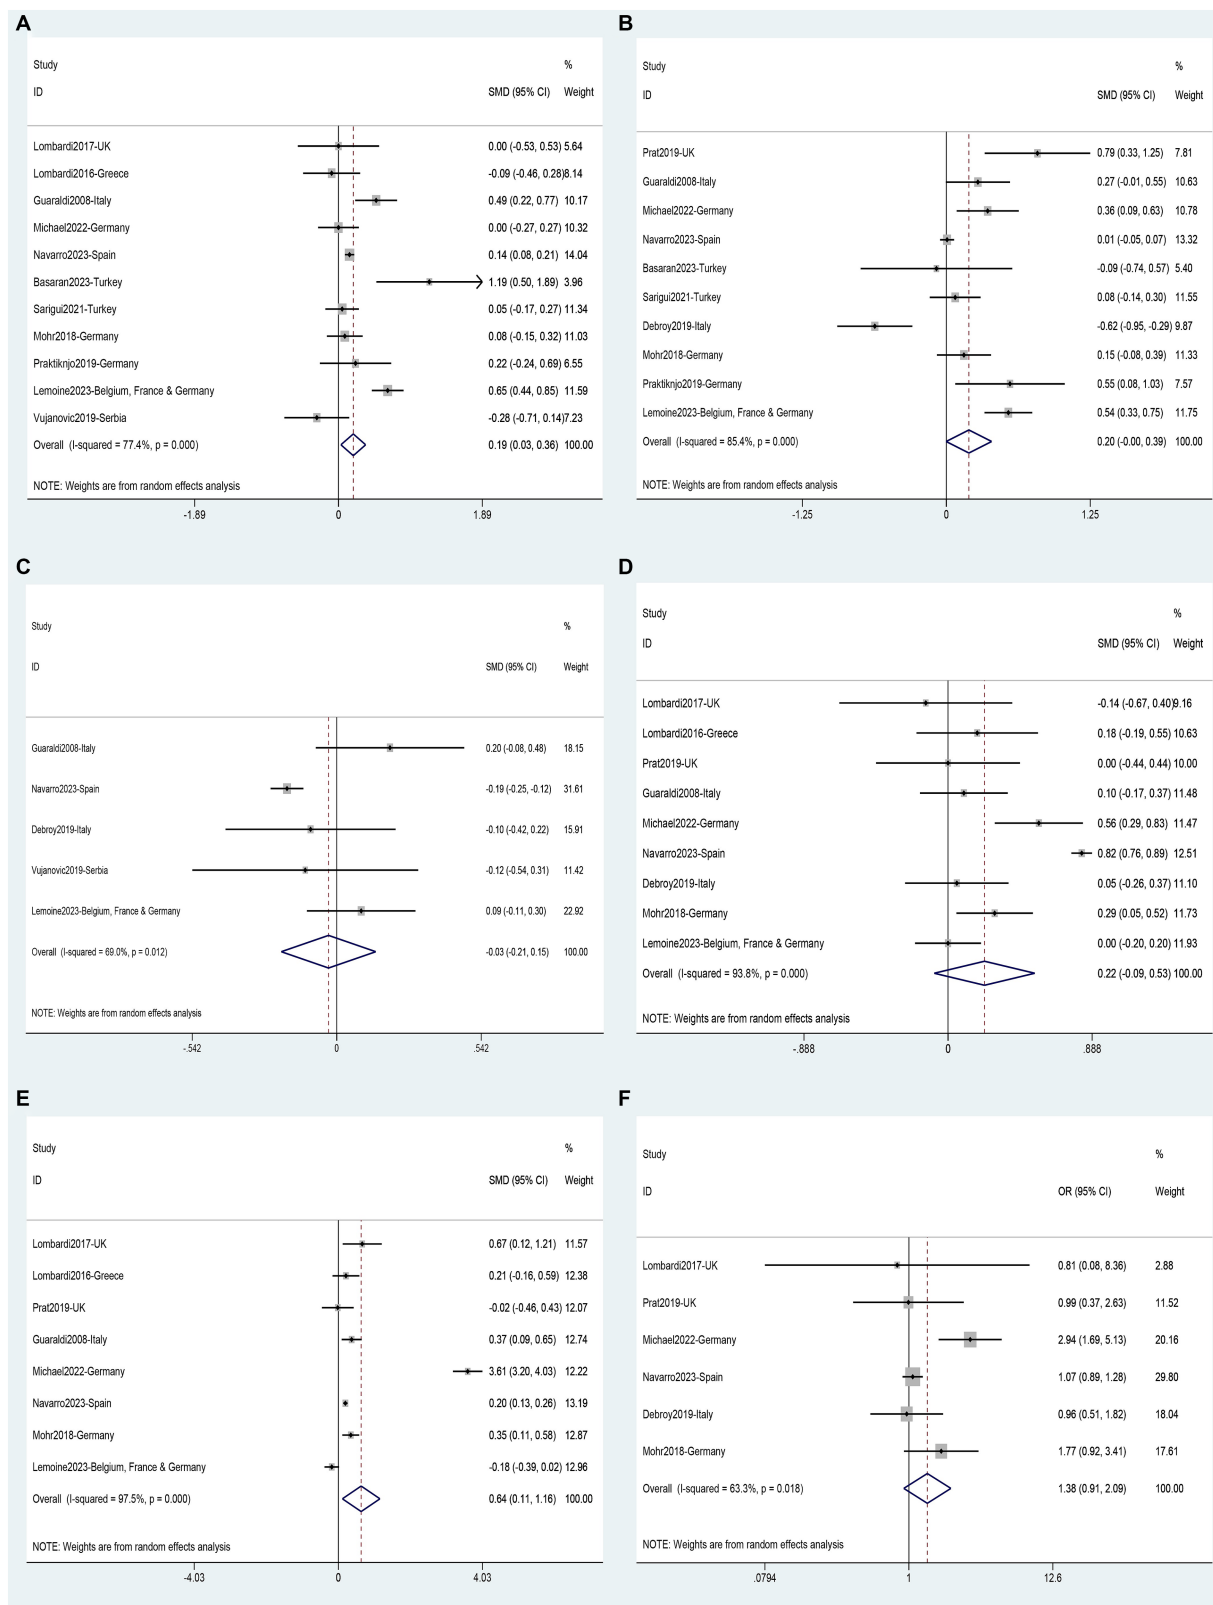 A
Study %
ID SMD (95% CI) Weight
Lombardi2017-UK 0.00 (-0.53, 0.53) 5.64
Lombardi2016-Greece -0.09 (-0.46, 0.28) 8.14
Guaraldi2008-Italy 0.49 (0.22, 0.77) 10.17
Michael2022-Germany 0.00 (-0.27, 0.27) 10.32
Navarro2023-Spain 0.14 (0.08, 0.21) 14.04
Basaran2023-Turkey 1.19 (0.50, 1.89) 3.96
Sarigui2021-Turkey 0.05 (-0.17, 0.27) 11.34
Mohr2018-Germany 0.08 (-0.15, 0.32) 11.03
Praktiknjo2019-Germany 0.22 (-0.24, 0.69) 6.55
Lemoine2023-Belgium, France & Germany 0.65 (0.44, 0.85) 11.59
Vujanovic2019-Serbia -0.28 (-0.71, 0.14) 7.23
Overall (I-squared = 77.4%, p = 0.000) 0.19 (0.03, 0.36) 100.00
NOTE: Weights are from random effects analysis
-1.89 0 1.89
B
Study %
ID SMD (95% CI) Weight
Prat2019-UK 0.79 (0.33, 1.25) 7.81
Guaraldi2008-Italy 0.27 (-0.01, 0.55) 10.63
Michael2022-Germany 0.36 (0.09, 0.63) 10.78
Navarro2023-Spain 0.01 (-0.05, 0.07) 13.32
Basaran2023-Turkey -0.09 (-0.74, 0.57) 5.40
Sarigui2021-Turkey 0.08 (-0.14, 0.30) 11.55
Debroy2019-Italy -0.62 (-0.95, -0.29) 9.87
Mohr2018-Germany 0.15 (-0.08, 0.39) 11.33
Praktiknjo2019-Germany 0.55 (0.08, 1.03) 7.57
Lemoine2023-Belgium, France & Germany 0.54 (0.33, 0.75) 11.75
Overall (I-squared = 85.4%, p = 0.000) 0.20 (-0.00, 0.39) 100.00
NOTE: Weights are from random effects analysis
-1.25 0 1.25
C
Study %
ID SMD (95% CI) Weight
Guaraldi2008-Italy 0.20 (-0.08, 0.48) 18.15
Navarro2023-Spain -0.19 (-0.25, -0.12) 31.61
Debroy2019-Italy -0.10 (-0.42, 0.22) 15.91
Vujanovic2019-Serbia -0.12 (-0.54, 0.31) 11.42
Lemoine2023-Belgium, France & Germany 0.09 (-0.11, 0.30) 22.92
Overall (I-squared = 69.0%, p = 0.012) -0.03 (-0.21, 0.15) 100.00
NOTE: Weights are from random effects analysis
-.542 0 .542
D
Study %
ID SMD (95% CI) Weight
Lombardi2017-UK -0.14 (-0.67, 0.40) 9.16
Lombardi2016-Greece 0.18 (-0.19, 0.55) 10.63
Prat2019-UK 0.00 (-0.44, 0.44) 10.00
Guaraldi2008-Italy 0.10 (-0.17, 0.37) 11.48
Michael2022-Germany 0.56 (0.29, 0.83) 11.47
Navarro2023-Spain 0.82 (0.76, 0.89) 12.51
Debroy2019-Italy 0.05 (-0.26, 0.37) 11.10
Mohr2018-Germany 0.29 (0.05, 0.52) 11.73
Lemoine2023-Belgium, France & Germany 0.00 (-0.20, 0.20) 11.93
Overall (I-squared = 93.8%, p = 0.000) 0.22 (-0.09, 0.53) 100.00
NOTE: Weights are from random effects analysis
-.888 0 .888
E
Study %
ID SMD (95% CI) Weight
Lombardi2017-UK 0.67 (0.12, 1.21) 11.57
Lombardi2016-Greece 0.21 (-0.16, 0.59) 12.38
Prat2019-UK -0.02 (-0.46, 0.43) 12.07
Guaraldi2008-Italy 0.37 (0.09, 0.65) 12.74
Michael2022-Germany 3.61 (3.20, 4.03) 12.22
Navarro2023-Spain 0.20 (0.13, 0.26) 13.19
Mohr2018-Germany 0.35 (0.11, 0.58) 12.87
Lemoine2023-Belgium, France & Germany -0.18 (-0.39, 0.02) 12.96
Overall (I-squared = 97.5%, p = 0.000) 0.64 (0.11, 1.16) 100.00
NOTE: Weights are from random effects analysis
-4.03 0 4.03
F
Study %
ID OR (95% CI) Weight
Lombardi2017-UK 0.81 (0.08, 8.36) 2.88
Prat2019-UK 0.99 (0.37, 2.63) 11.52
Michael2022-Germany 2.94 (1.69, 5.13) 20.16
Navarro2023-Spain 1.07 (0.89, 1.28) 29.80
Debroy2019-Italy 0.96 (0.51, 1.82) 18.04
Mohr2018-Germany 1.77 (0.92, 3.41) 17.61
Overall (I-squared = 63.3%, p = 0.018) 1.38 (0.91, 2.09) 100.00
NOTE: Weights are from random effects analysis
.0794 1 12.6